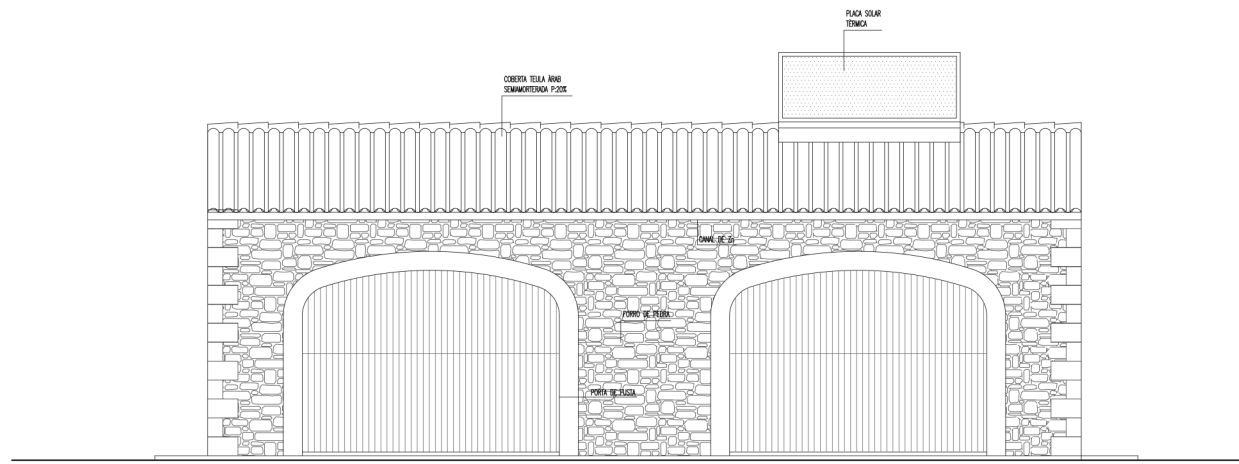 PLACA SOLAR
TÈRMICA
COBERTA TEULA ÀRAB
SEMIAMORTERADA P:20%
CANAL DE Zn
FORRO DE PEDRA
PORTA DE FUSTA